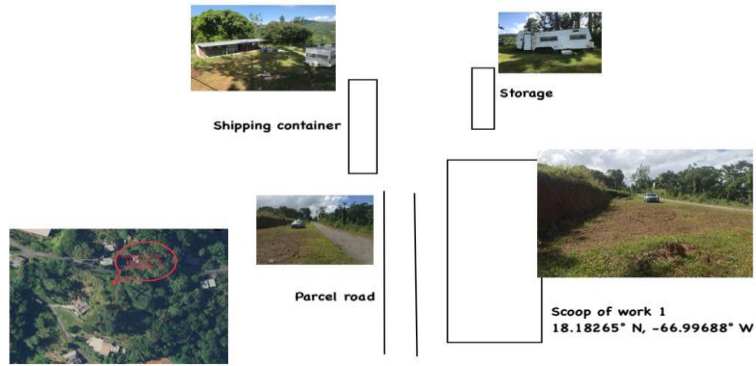 Storage
Shipping container
Parcel road
Scoop of work 1
18.18265° N, -66.99688° W